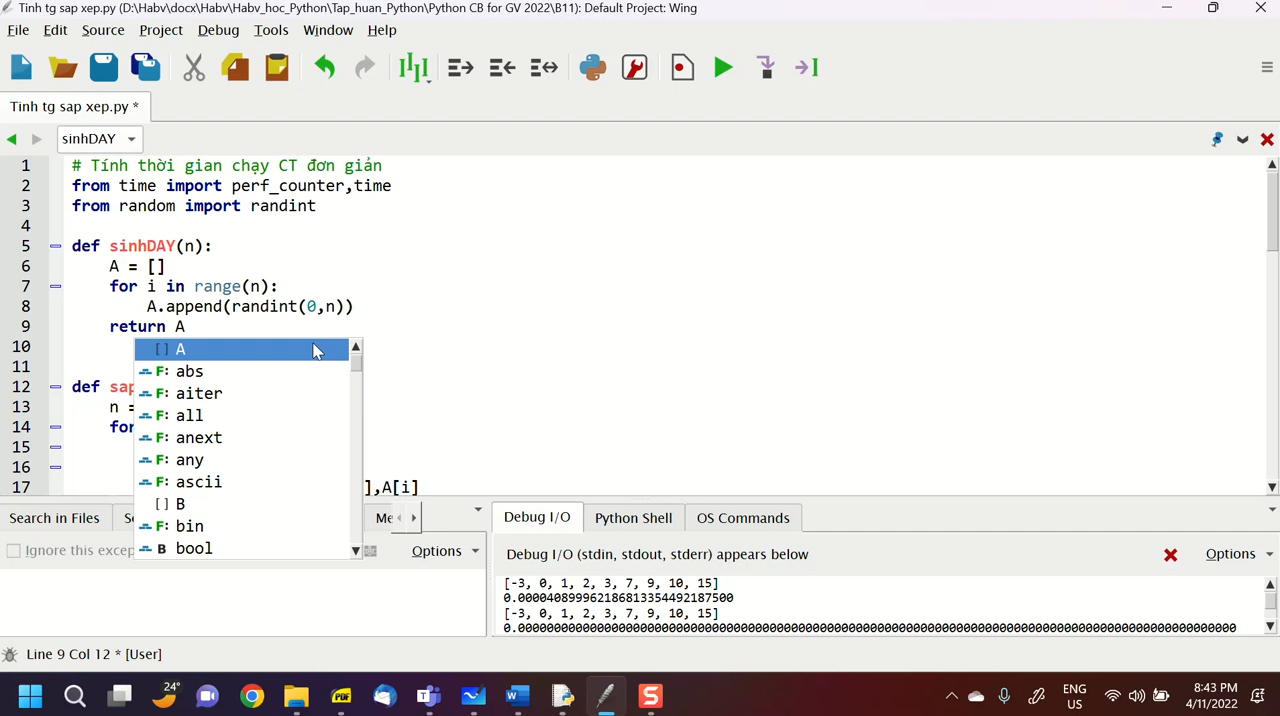 Tinh tg sap xep.py (D:\Habv\docx\Habv\Habv_hoc_Python\Tap_huan_Python\Python CB for GV 2022\B11): Default Project: Wing
File Edit Source Project Debug Tools Window Help
Tinh tg sap xep.py *
sinhDAY
1 # Tính thời gian chạy CT đơn giản
2 from time import perf_counter,time
3 from random import randint
4
5 def sinhDAY(n):
6 A = []
7 for i in range(n):
8 A.append(randint(0,n))
9 return A
10 [] A
11 F: abs
F: aiter
12 def sap
13 n =
F: all
14 for
F: anext
15
F: any
16
F: ascii
17 ],A[i]
[] B
F: bin
B bool
Search in Files Se Me Debug I/O Python Shell OS Commands
Ignore this excep Options Debug I/O (stdin, stdout, stderr) appears below Options
[-3, 0, 1, 2, 3, 7, 9, 10, 15]
0.000040899962186813354492187500
[-3, 0, 1, 2, 3, 7, 9, 10, 15]
Line 9 Col 12 * [User]
24°
PDF
ENG
US
8:43 PM
4/11/2022